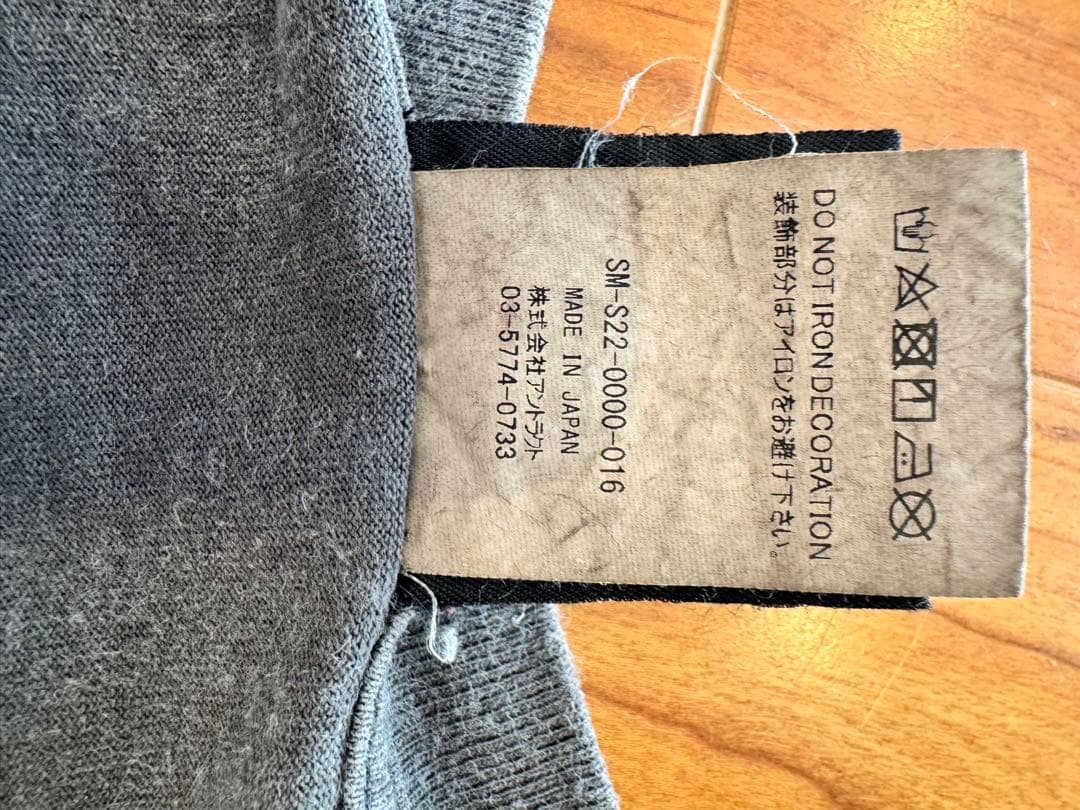 DO NOT IRON DECORATION
装飾部分はアイロンをお避け下さい。
SM-S22-0000-016
MADE IN JAPAN
株式会社アントラクト
03-5774-0733